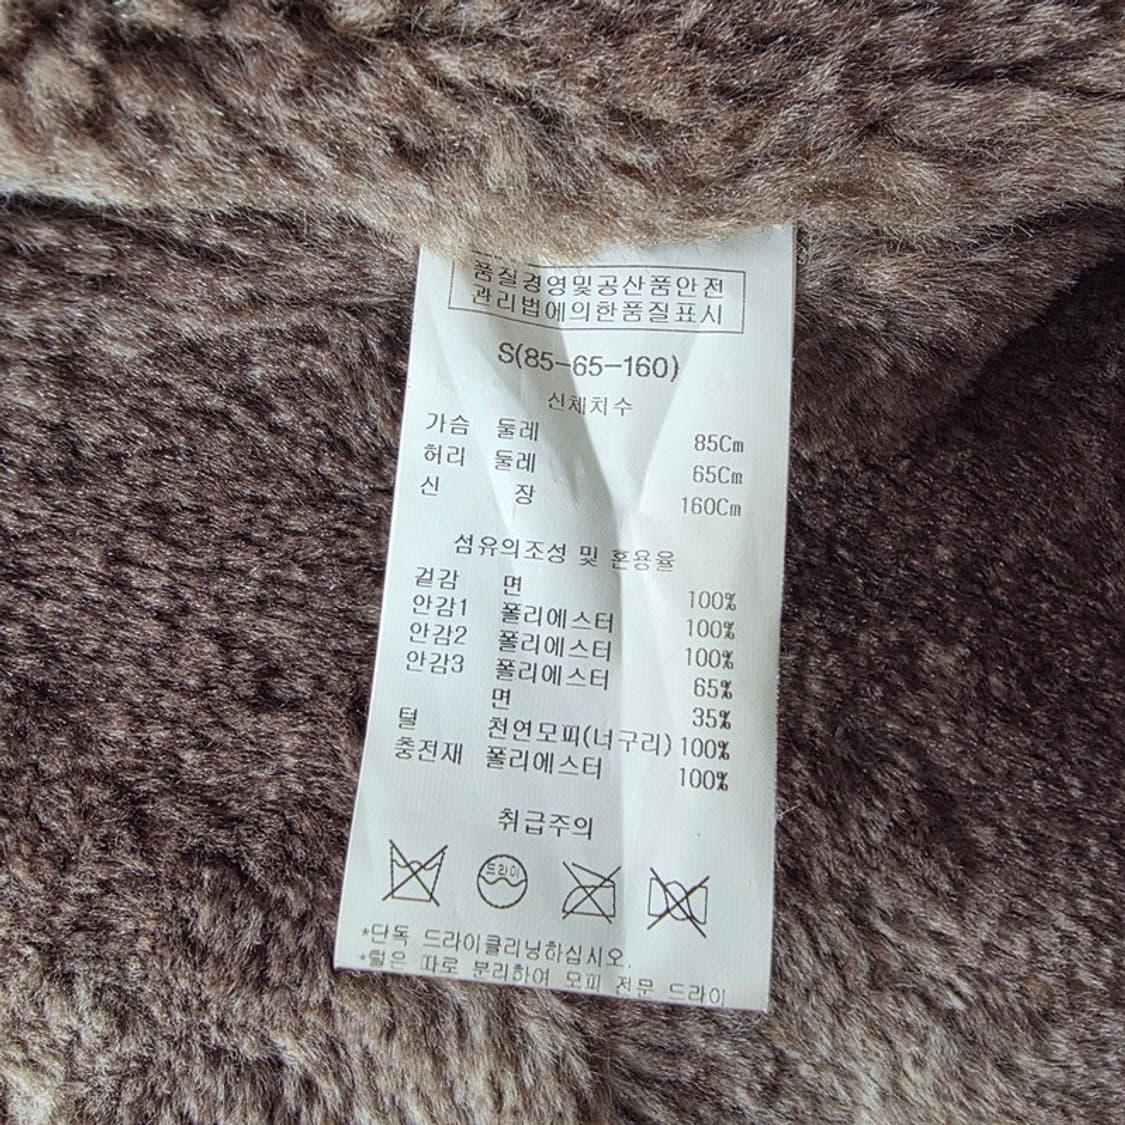 품질경영및공산품안전
관리법에의한품질표시
S(85-65-160)
신체치수
가슴 둘레 85Cm
허리 둘레 65Cm
신 장 160Cm
섬유의조성 및 혼용율
겉감 면 100%
안감1 폴리에스터 100%
안감2 폴리에스터 100%
안감3 폴리에스터 65%
면 35%
털 천연모피(너구리) 100%
충전재 폴리에스터 100%
취급주의
드라이
*단독 드라이클리닝하십시오.
*털은 따로 분리하여 모피 전문 드라이